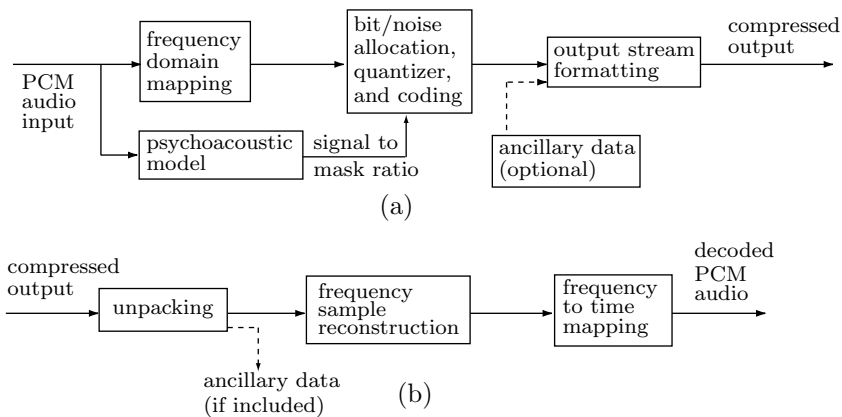 frequency
domain
mapping
bit/noise
allocation,
quantizer,
and coding
output stream
formatting
compressed
output
PCM
audio
input
psychoacoustic
model
signal to
mask ratio
ancillary data
(optional)
(a)
compressed
output
unpacking
frequency
sample
reconstruction
frequency
to time
mapping
decoded
PCM
audio
ancillary data
(if included)
(b)